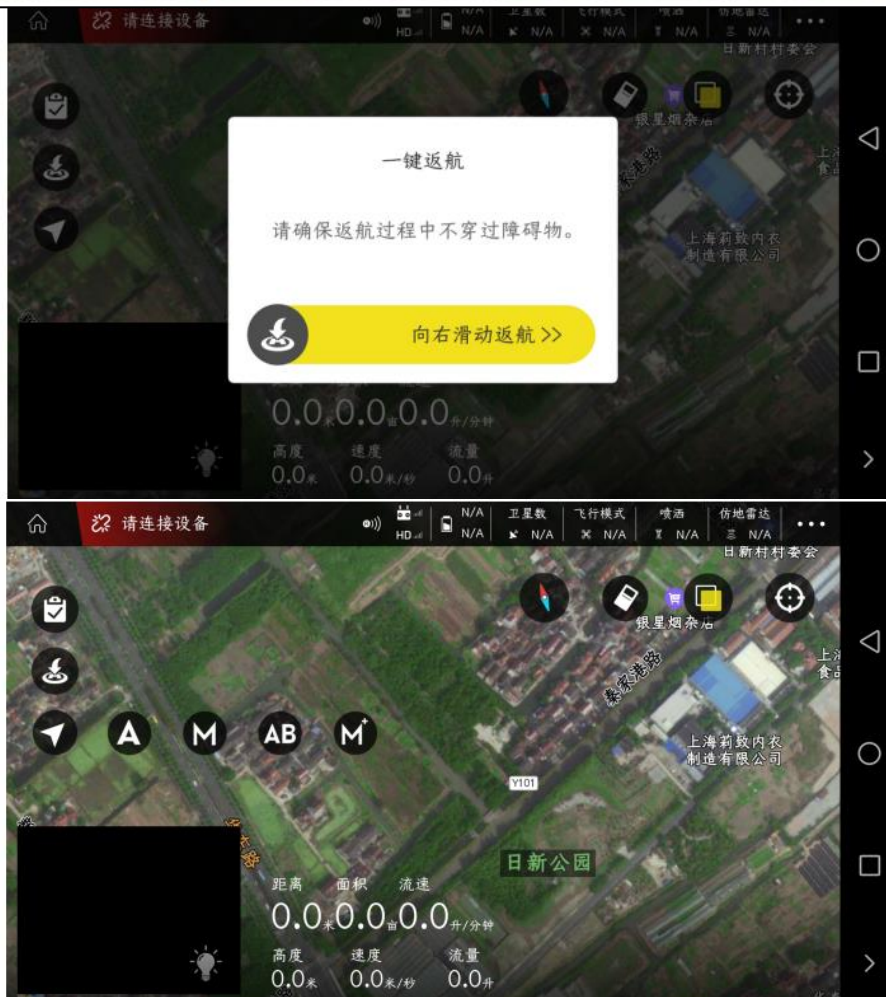 请连接设备
HD
N/A
N/A
卫星数
N/A
飞行模式
N/A
喷洒
N/A
仿地雷达
N/A
日新村村委会
银星烟杂店
一键返航
请确保返航过程中不穿过障碍物。
上海莉致内衣
制造有限公司
向右滑动返航 >>
0.0米 0.0亩 0.0升/分钟
高度 速度 流量
0.0米 0.0米/秒 0.0升
请连接设备
HD
N/A
N/A
卫星数
N/A
飞行模式
N/A
喷洒
N/A
仿地雷达
N/A
日新村村委会
银星烟杂店
上海
食品
秦家港路
A M AB M+
上海莉致内衣
制造有限公司
Y101
日新公园
距离 面积 流速
0.0米 0.0亩 0.0升/分钟
高度 速度 流量
0.0米 0.0米/秒 0.0升